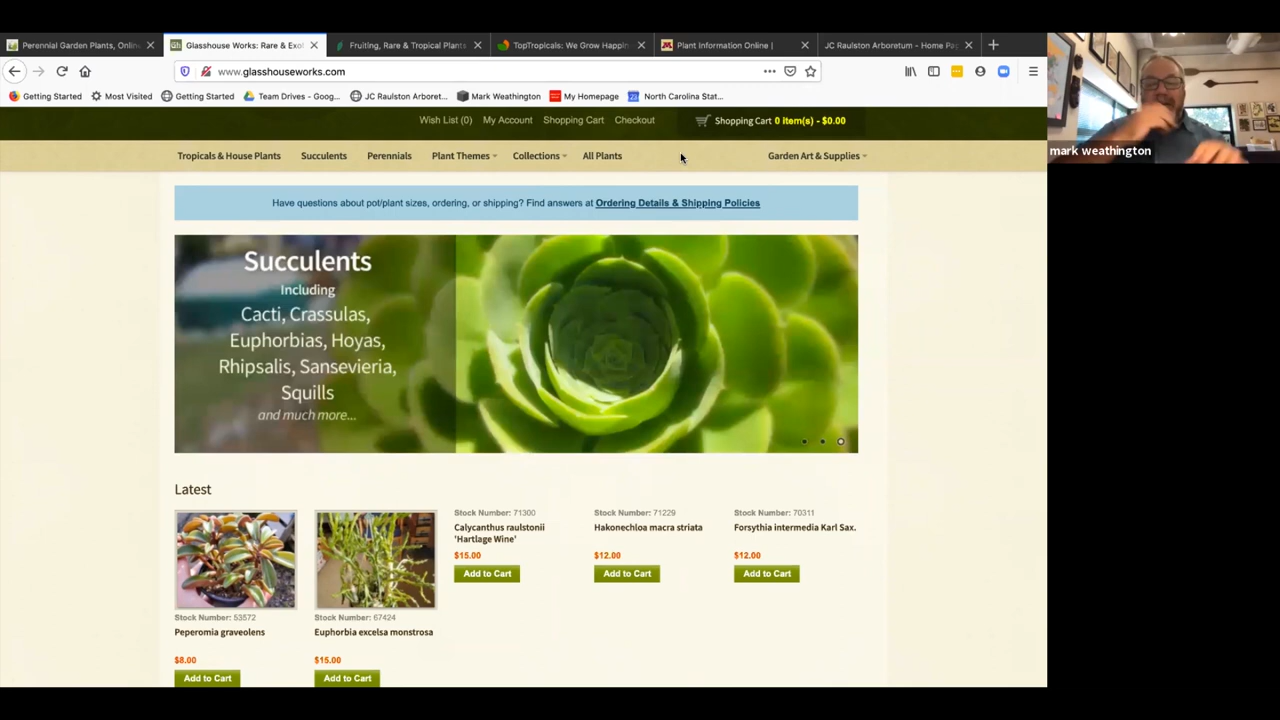 Perennial Garden Plants, Onlin
Glasshouse Works: Rare & Exot
Fruiting, Rare & Tropical Plants
TopTropicals: We Grow Happin
Plant Information Online |
JC Raulston Arboretum - Home Pa
www.glasshouseworks.com
Getting Started
Most Visited
Getting Started
Team Drives - Goog...
JC Raulston Arboret...
Mark Weathington
My Homepage
North Carolina Stat...
mark weathington
Wish List (0)
My Account
Shopping Cart
Checkout
Shopping Cart 0 item(s) - $0.00
Tropicals & House Plants
Succulents
Perennials
Plant Themes
Collections
All Plants
Garden Art & Supplies
Have questions about pot/plant sizes, ordering, or shipping? Find answers at Ordering Details & Shipping Policies
Succulents
Including
Cacti, Crassulas,
Euphorbias, Hoyas,
Rhipsalis, Sansevieria,
Squills
and much more...
Latest
Stock Number: 53572
Peperomia graveolens
$8.00
Add to Cart
Stock Number: 67424
Euphorbia excelsa monstrosa
$15.00
Add to Cart
Stock Number: 71300
Calycanthus raulstonii
'Hartlage Wine'
$15.00
Add to Cart
Stock Number: 71229
Hakonechloa macra striata
$12.00
Add to Cart
Stock Number: 70311
Forsythia intermedia Karl Sax.
$12.00
Add to Cart